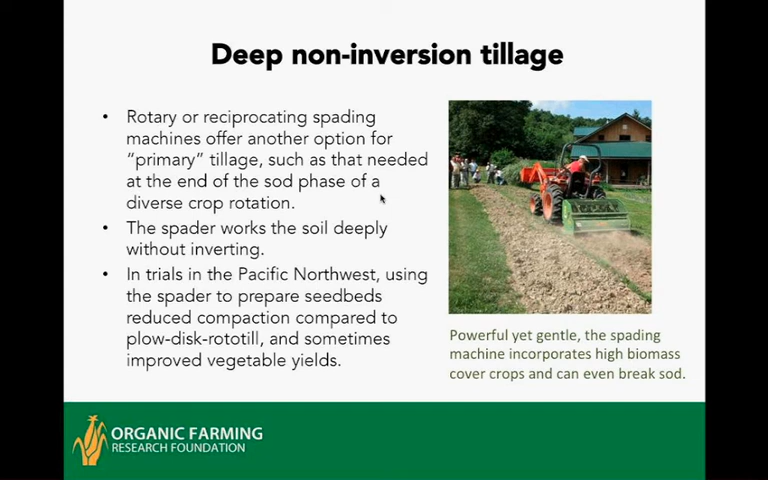 Deep non-inversion tillage
• Rotary or reciprocating spading
machines offer another option for
“primary” tillage, such as that needed
at the end of the sod phase of a
diverse crop rotation.
• The spader works the soil deeply
without inverting.
• In trials in the Pacific Northwest, using
the spader to prepare seedbeds
reduced compaction compared to
plow-disk-rototill, and sometimes
improved vegetable yields.
Powerful yet gentle, the spading
machine incorporates high biomass
cover crops and can even break sod.
ORGANIC FARMING
RESEARCH FOUNDATION